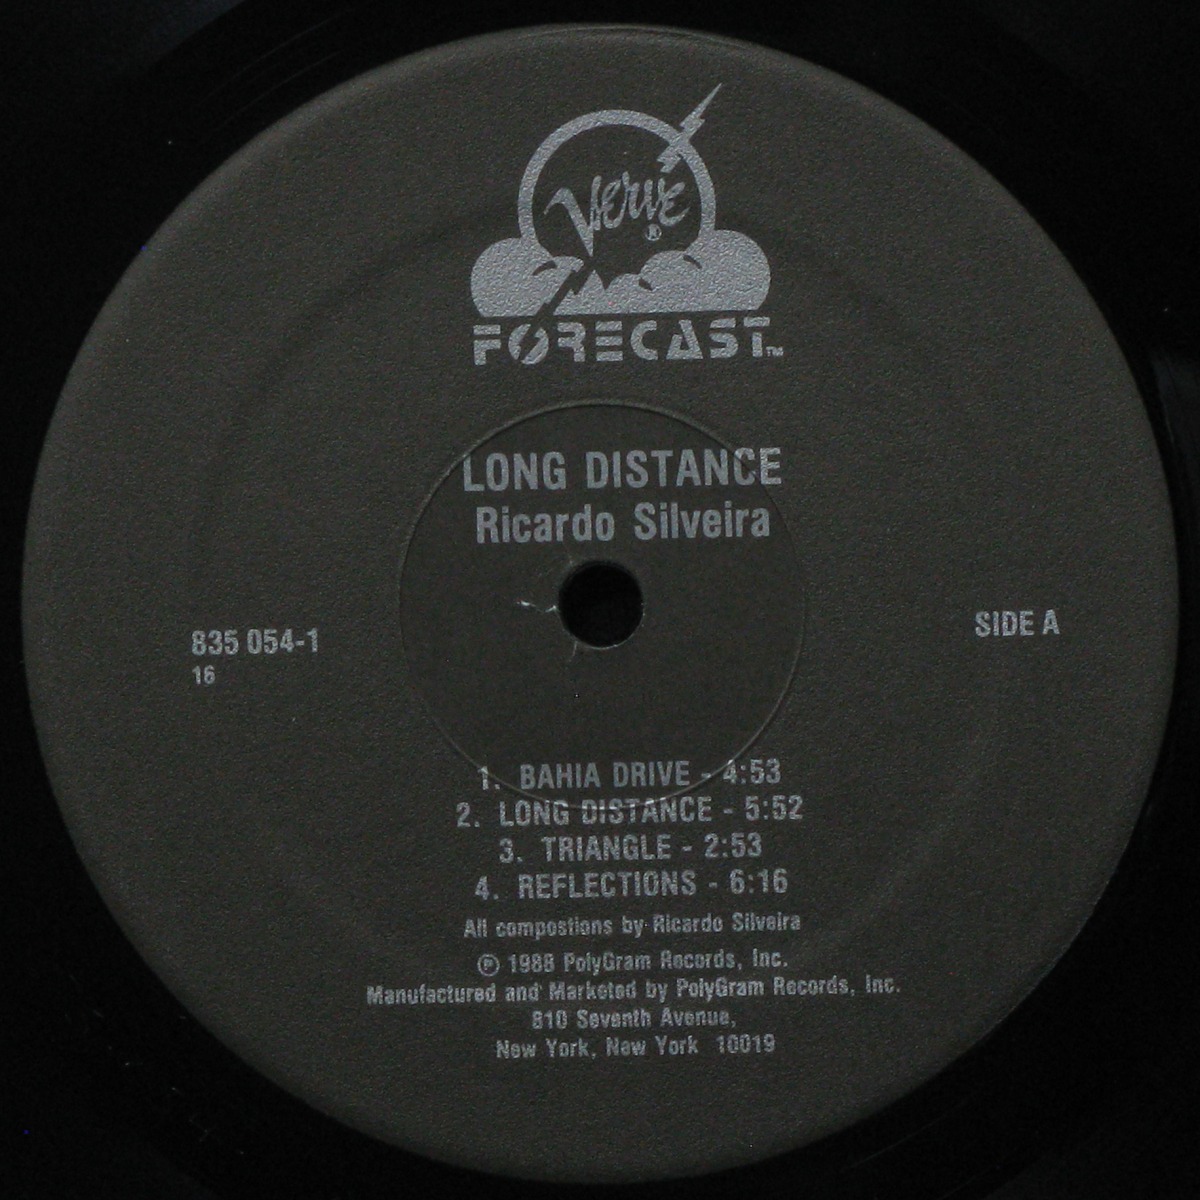 Verve ®
FORECAST™
LONG DISTANCE
Ricardo Silveira
835 054-1
16
SIDE A
1. BAHIA DRIVE - 4:53
2. LONG DISTANCE - 5:52
3. TRIANGLE - 2:53
4. REFLECTIONS - 6:16
All compostions by Ricardo Silveira
℗ 1988 PolyGram Records, Inc.
Manufactured and Marketed by PolyGram Records, Inc.
810 Seventh Avenue,
New York, New York 10019